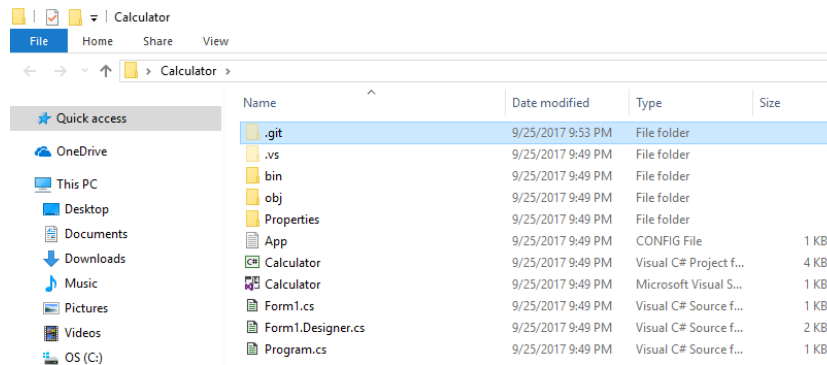 Calculator
File Home Share View
Calculator
Name Date modified Type Size
Quick access
OneDrive
This PC
Desktop
Documents
Downloads
Music
Pictures
Videos
OS (C:)
.git 9/25/2017 9:53 PM File folder
.vs 9/25/2017 9:49 PM File folder
bin 9/25/2017 9:49 PM File folder
obj 9/25/2017 9:49 PM File folder
Properties 9/25/2017 9:49 PM File folder
App 9/25/2017 9:49 PM CONFIG File 1 KB
C# Calculator 9/25/2017 9:49 PM Visual C# Project f... 4 KB
Calculator 9/25/2017 9:49 PM Microsoft Visual S... 1 KB
Form1.cs 9/25/2017 9:49 PM Visual C# Source f... 1 KB
Form1.Designer.cs 9/25/2017 9:49 PM Visual C# Source f... 2 KB
Program.cs 9/25/2017 9:49 PM Visual C# Source f... 1 KB